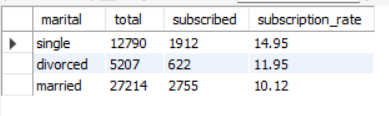 marital total subscribed subscription_rate
single 12790 1912 14.95
divorced 5207 622 11.95
married 27214 2755 10.12